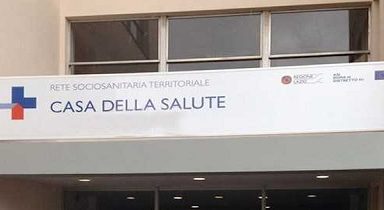 RETE SOCIOSANITARIA TERRITORIALE
CASA DELLA SALUTE
REGIONE
LAZIO